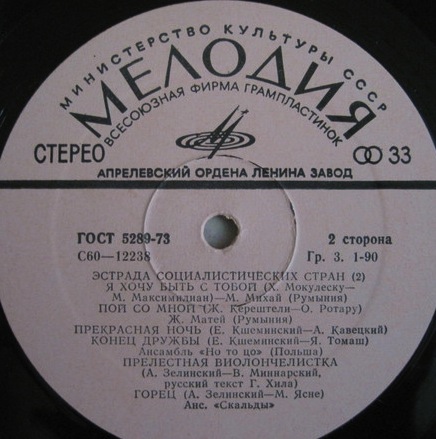 МИНИСТЕРСТВО КУЛЬТУРЫ СССР
МЕЛОДИЯ
ВСЕСОЮЗНАЯ ФИРМА ГРАМПЛАСТИНОК
СТЕРЕО
33
АПРЕЛЕВСКИЙ ОРДЕНА ЛЕНИНА ЗАВОД
ГОСТ 5289-73 2 сторона
С60—12238 Гр. 3. 1-90
ЭСТРАДА СОЦИАЛИСТИЧЕСКИХ СТРАН (2)
Я ХОЧУ БЫТЬ С ТОБОЙ (Х. Мокулеску—
М. Максимидиан)—М. Михай (Румыния)
ПОЙ СО МНОЙ (Ж. Керештели—О. Ротару)
Ж. Матей (Румыния)
ПРЕКРАСНАЯ НОЧЬ (Е. Кшеминский—А. Кавецкий)
КОНЕЦ ДРУЖБЫ (Е. Кшеминский—Я. Томаш)
Ансамбль «Но то цо» (Польша)
ПРЕЛЕСТНАЯ ВИОЛОНЧЕЛИСТКА
(А. Зелинский—В. Миннарский,
русский текст Г. Хила)
ГОРЕЦ (А. Зелинский—М. Ясне)
Анс. «Скальды»